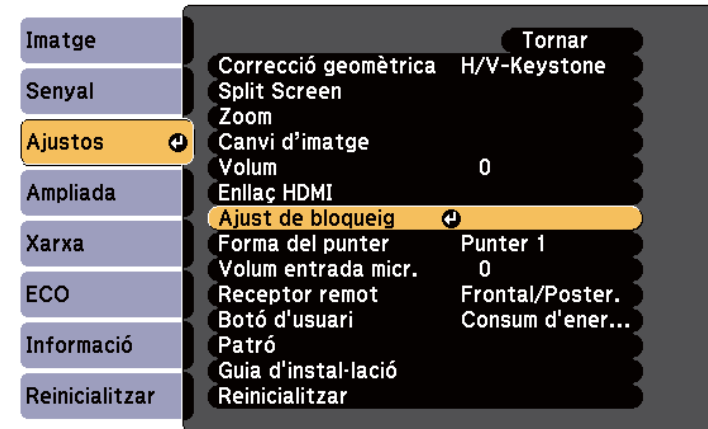 Imatge
Senyal
Ajustos
Ampliada
Xarxa
ECO
Informació
Reinicialitzar
Tornar
Correcció geomètrica H/V-Keystone
Split Screen
Zoom
Canvi d'imatge
Volum 0
Enllaç HDMI
Ajust de bloqueig
Forma del punter Punter 1
Volum entrada micr. 0
Receptor remot Frontal/Poster.
Botó d'usuari Consum d'ener...
Patró
Guia d'instal·lació
Reinicialitzar